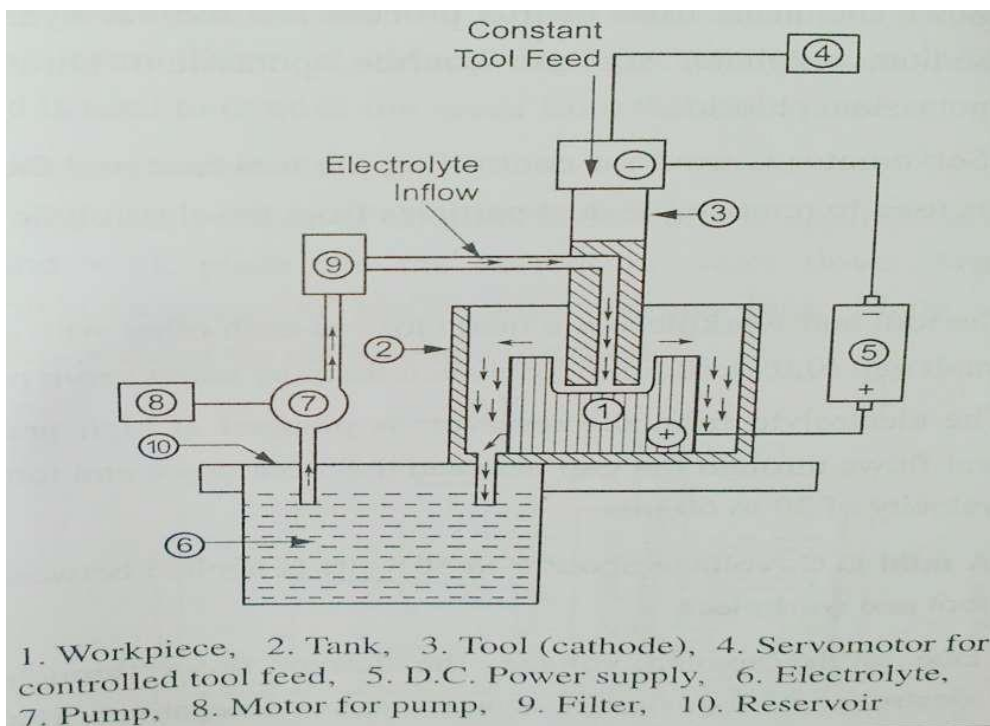 Constant
Tool Feed
4
Electrolyte
Inflow
3
9
2
5
1
8
7
+
+
10
6
1. Workpiece, 2. Tank, 3. Tool (cathode), 4. Servomotor for
controlled tool feed, 5. D.C. Power supply, 6. Electrolyte,
7. Pump, 8. Motor for pump, 9. Filter, 10. Reservoir